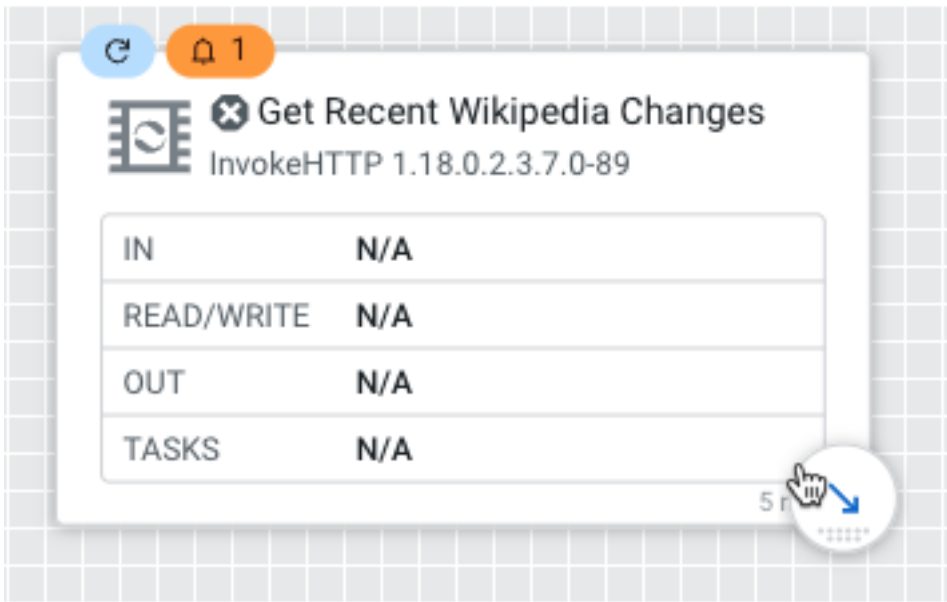 1
Get Recent Wikipedia Changes
InvokeHTTP 1.18.0.2.3.7.0-89
IN N/A
READ/WRITE N/A
OUT N/A
TASKS N/A
5